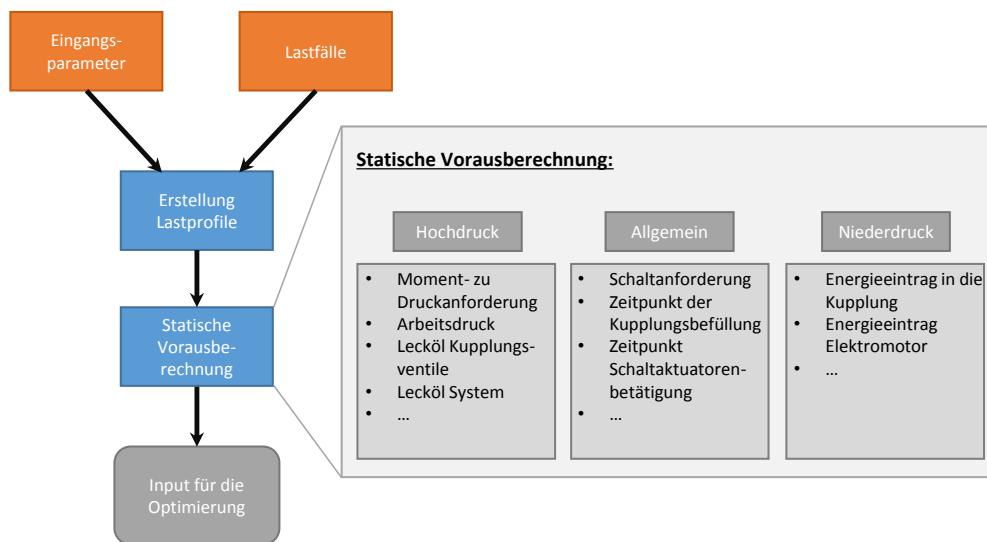 Eingangs-
parameter
Lastfälle
Erstellung
Lastprofile
Statische
Vorausbe-
rechnung
Input für die
Optimierung
Statische Vorausberechnung:
Hochdruck
• Moment- zu
Druckanforderung
• Arbeitsdruck
• Lecköl Kupplungs-
ventile
• Lecköl System
• …
Allgemein
• Schaltanforderung
• Zeitpunkt der
Kupplungsbefüllung
• Zeitpunkt
Schaltaktuatoren-
betätigung
• …
Niederdruck
• Energieeintrag in die
Kupplung
• Energieeintrag
Elektromotor
• …